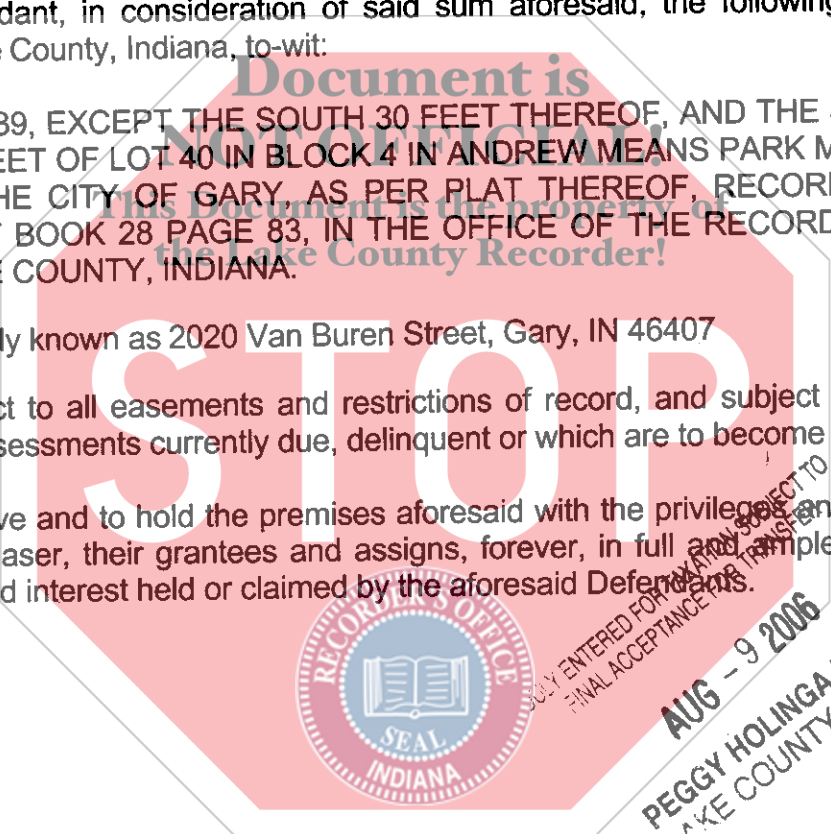 dant, in consideration of said sum aforesaid, the following
County, Indiana, to-wit:
Document is
39, EXCEPT THE SOUTH 30 FEET THEREOF, AND THE
NOT OFFICIAL!
EET OF LOT 40 IN BLOCK 4 IN ANDREW MEANS PARK M
HE CITY OF GARY, AS PER PLAT THEREOF, RECOR
This Document is the property of
BOOK 28 PAGE 83, IN THE OFFICE OF THE RECORD
the Lake County Recorder!
COUNTY, INDIANA.
ly known as 2020 Van Buren Street, Gary, IN 46407
STOP
ct to all easements and restrictions of record, and subject
sessments currently due, delinquent or which are to become
ve and to hold the premises aforesaid with the privileges an
aser, their grantees and assigns, forever, in full and ample
d interest held or claimed by the aforesaid Defendants.
DULY ENTERED FOR TAXATION SUBJECT TO
FINAL ACCEPTANCE FOR TRANSFER
AUG - 9 2006
PEGGY HOLINGA
LAKE COUNTY
RECORDER'S OFFICE
SEAL
INDIANA